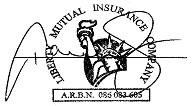 LIBERTY MUTUAL INSURANCE COMPANY
A.R.B.N. 086 083 605